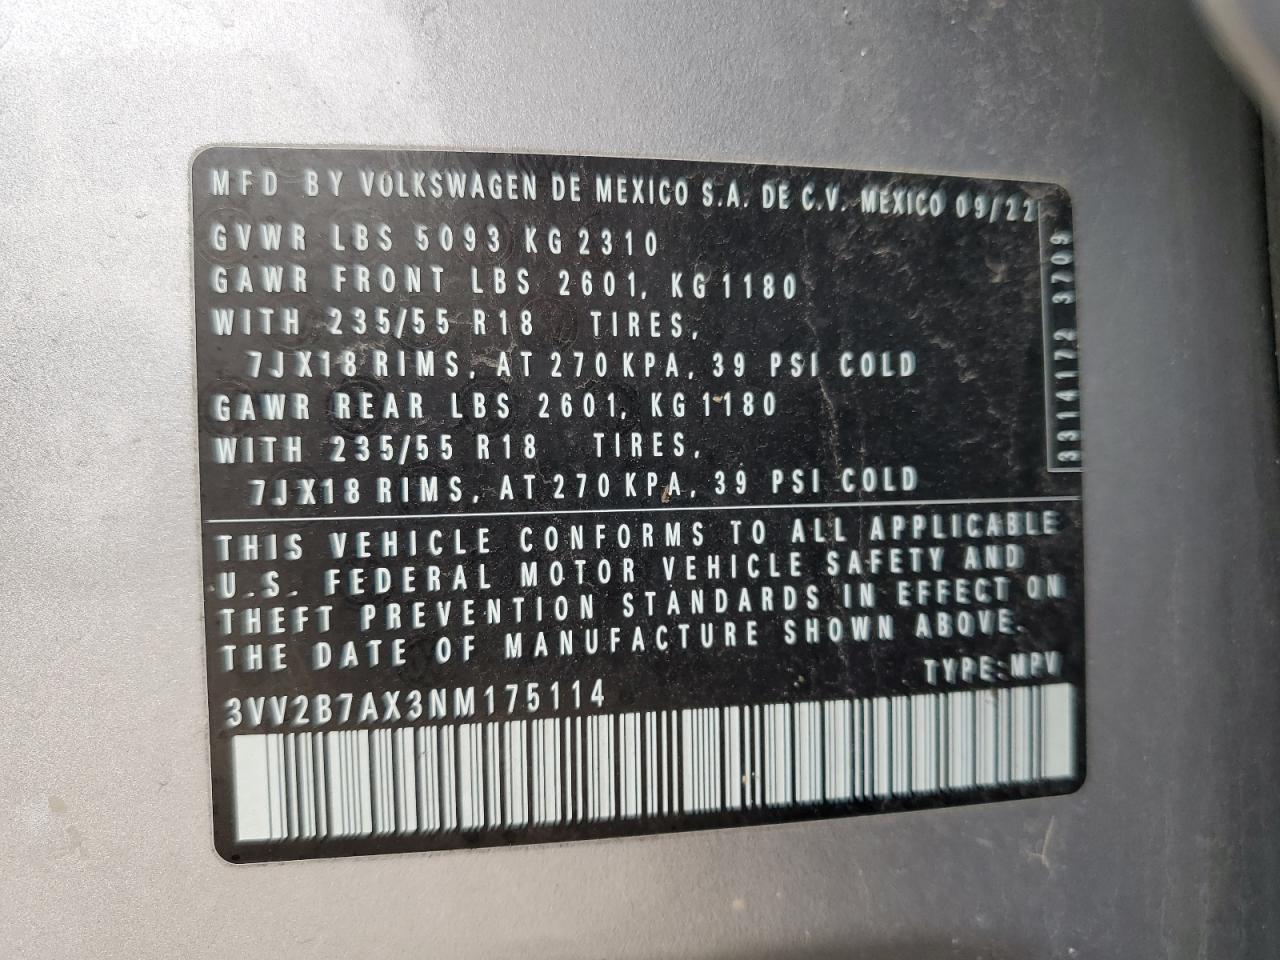 MFD BY VOLKSWAGEN DE MEXICO S.A. DE C.V. MEXICO 09/22
GVWR LBS 5093 KG 2310
GAWR FRONT LBS 2601, KG 1180
WITH 235/55 R18 TIRES,
7JX18 RIMS, AT 270 KPA, 39 PSI COLD
GAWR REAR LBS 2601, KG 1180
WITH 235/55 R18 TIRES,
7JX18 RIMS, AT 270 KPA, 39 PSI COLD
3314172 3709
THIS VEHICLE CONFORMS TO ALL APPLICABLE
U.S. FEDERAL MOTOR VEHICLE SAFETY AND
THEFT PREVENTION STANDARDS IN EFFECT ON
THE DATE OF MANUFACTURE SHOWN ABOVE.
TYPE:MPV
3VV2B7AX3NM175114